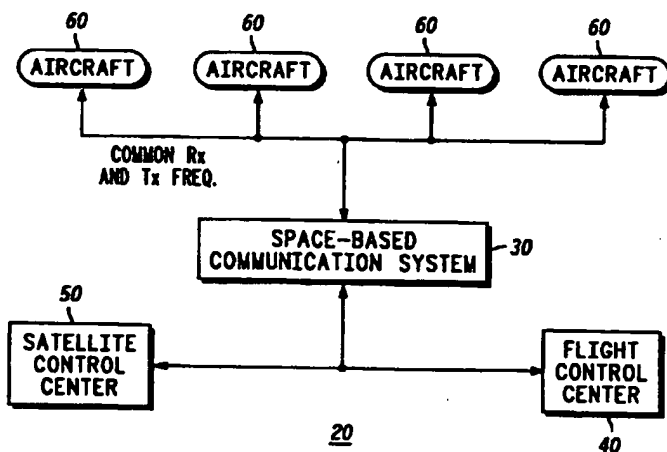 60 60 60 60
AIRCRAFT AIRCRAFT AIRCRAFT AIRCRAFT
COMMON Rx
AND Tx FREQ.
SPACE-BASED
COMMUNICATION SYSTEM
30
50
SATELLITE
CONTROL
CENTER
FLIGHT
CONTROL
CENTER
40
20